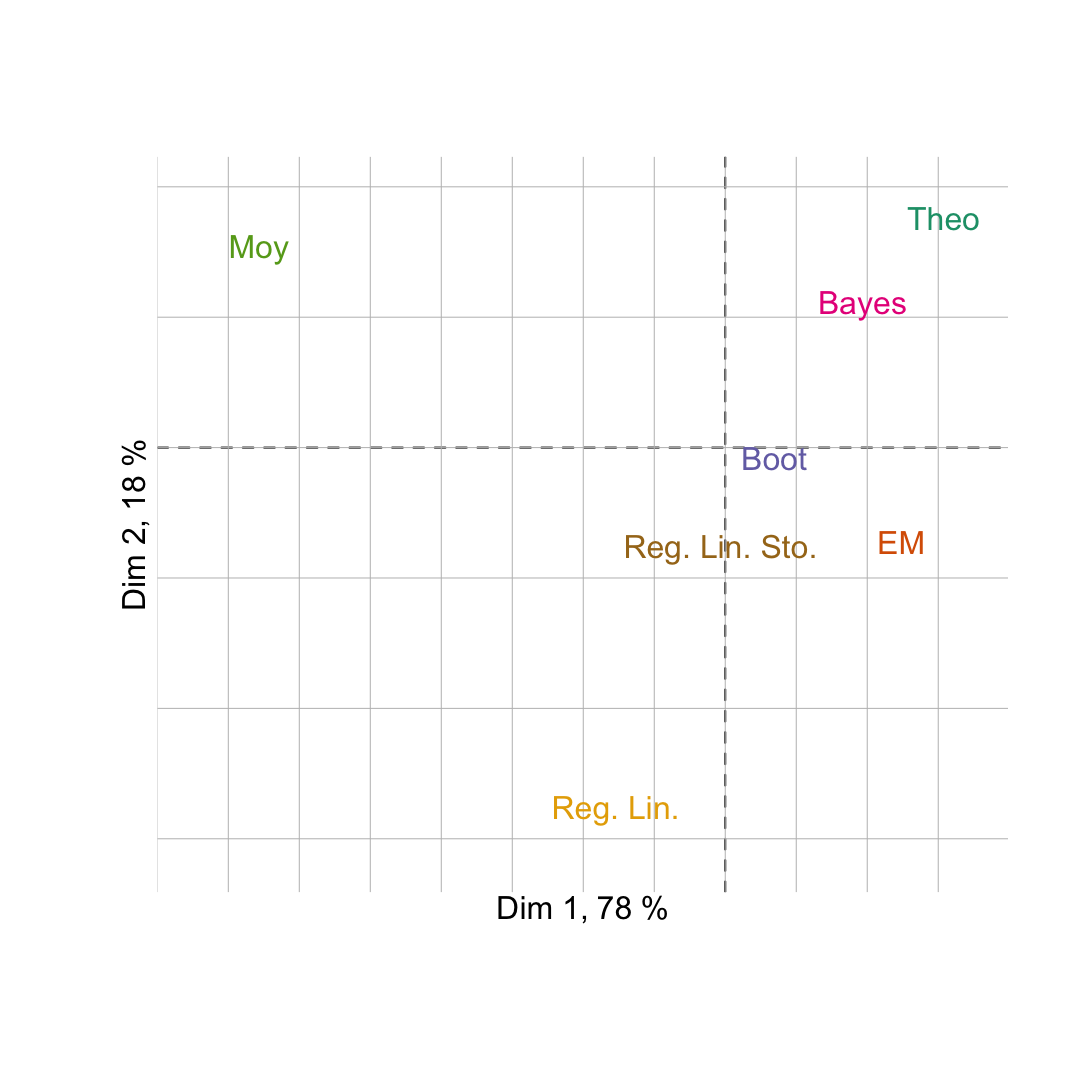 Theo
Moy
Bayes
Boot
Reg. Lin. Sto.
EM
Reg. Lin.
Dim 1, 78 %
Dim 2, 18 %